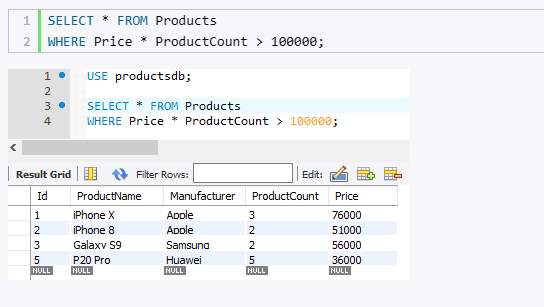 1 SELECT * FROM Products
2 WHERE Price * ProductCount > 100000;
1 USE productsdb;
2
3 SELECT * FROM Products
4 WHERE Price * ProductCount > 100000;
Result Grid Filter Rows: Edit:
Id ProductName Manufacturer ProductCount Price
1 iPhone X Apple 3 76000
2 iPhone 8 Apple 2 51000
3 Galaxy S9 Samsung 2 56000
5 P20 Pro Huawei 5 36000
NULL NULL NULL NULL NULL